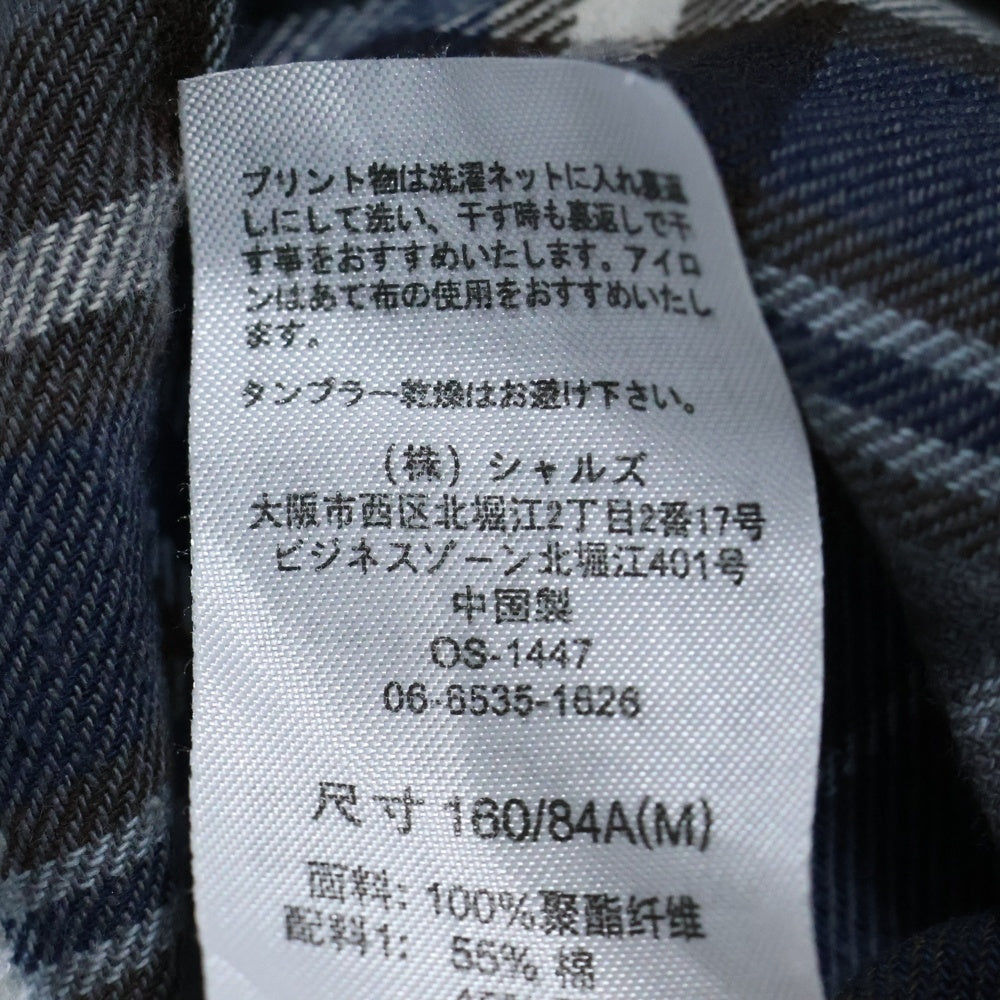 プリント物は洗濯ネットに入れ裏返
しにして洗い、干す時も裏返しで干
す事をおすすめいたします。アイロ
ンはあて布の使用をおすすめいたし
ます。
タンブラー乾燥はお避け下さい。
(株) シャルズ
大阪市西区北堀江2丁目2番17号
ビジネスゾーン北堀江401号
中国製
OS-1447
06-6535-1626
尺寸 160/84A(M)
面料: 100%聚酯纤维
配料1: 55% 棉